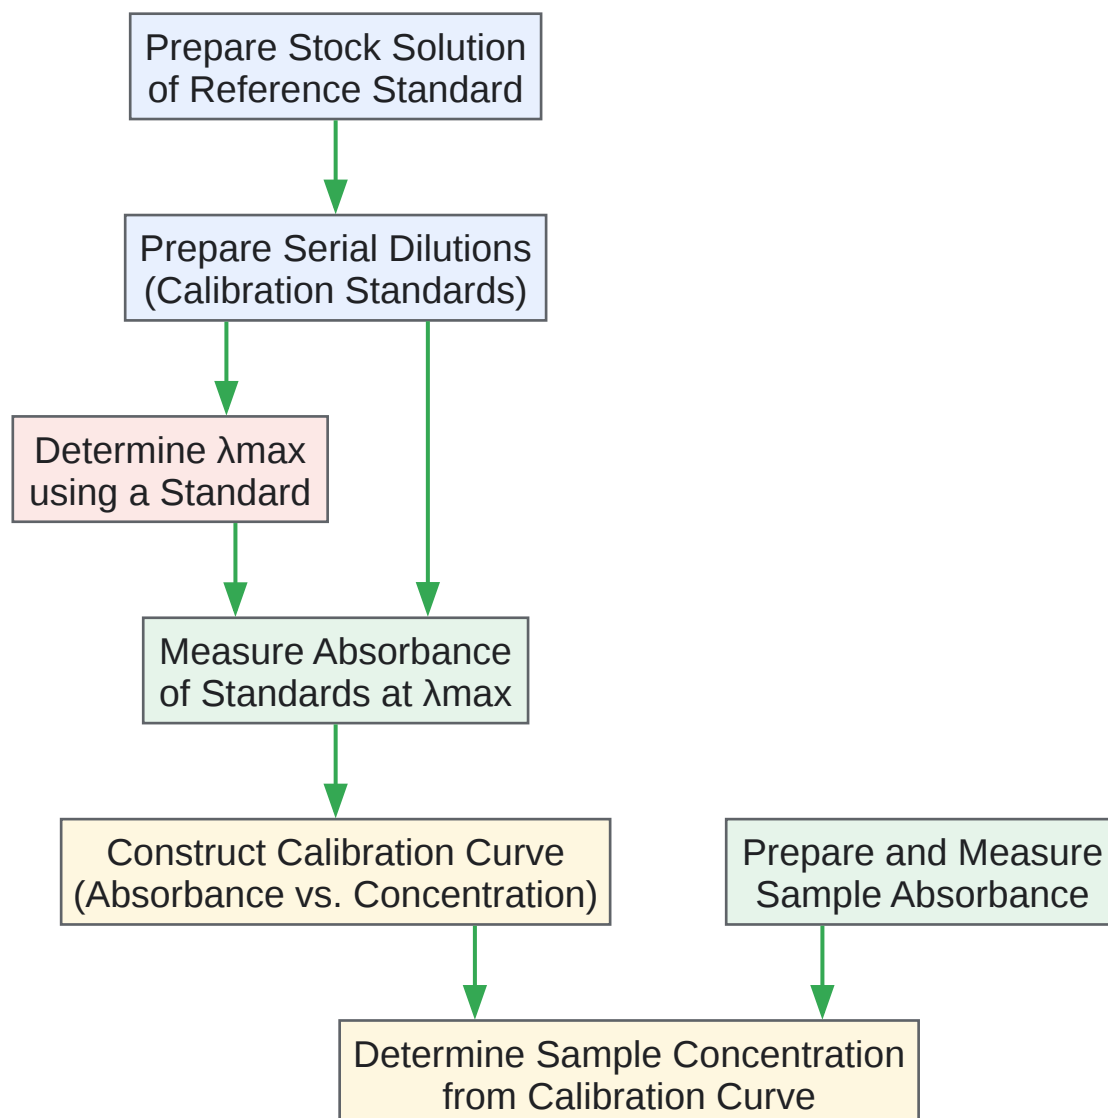 Prepare Stock Solution
of Reference Standard
Prepare Serial Dilutions
(Calibration Standards)
Determine λmax
using a Standard
Measure Absorbance
of Standards at λmax
Construct Calibration Curve
(Absorbance vs. Concentration)
Prepare and Measure
Sample Absorbance
Determine Sample Concentration
from Calibration Curve